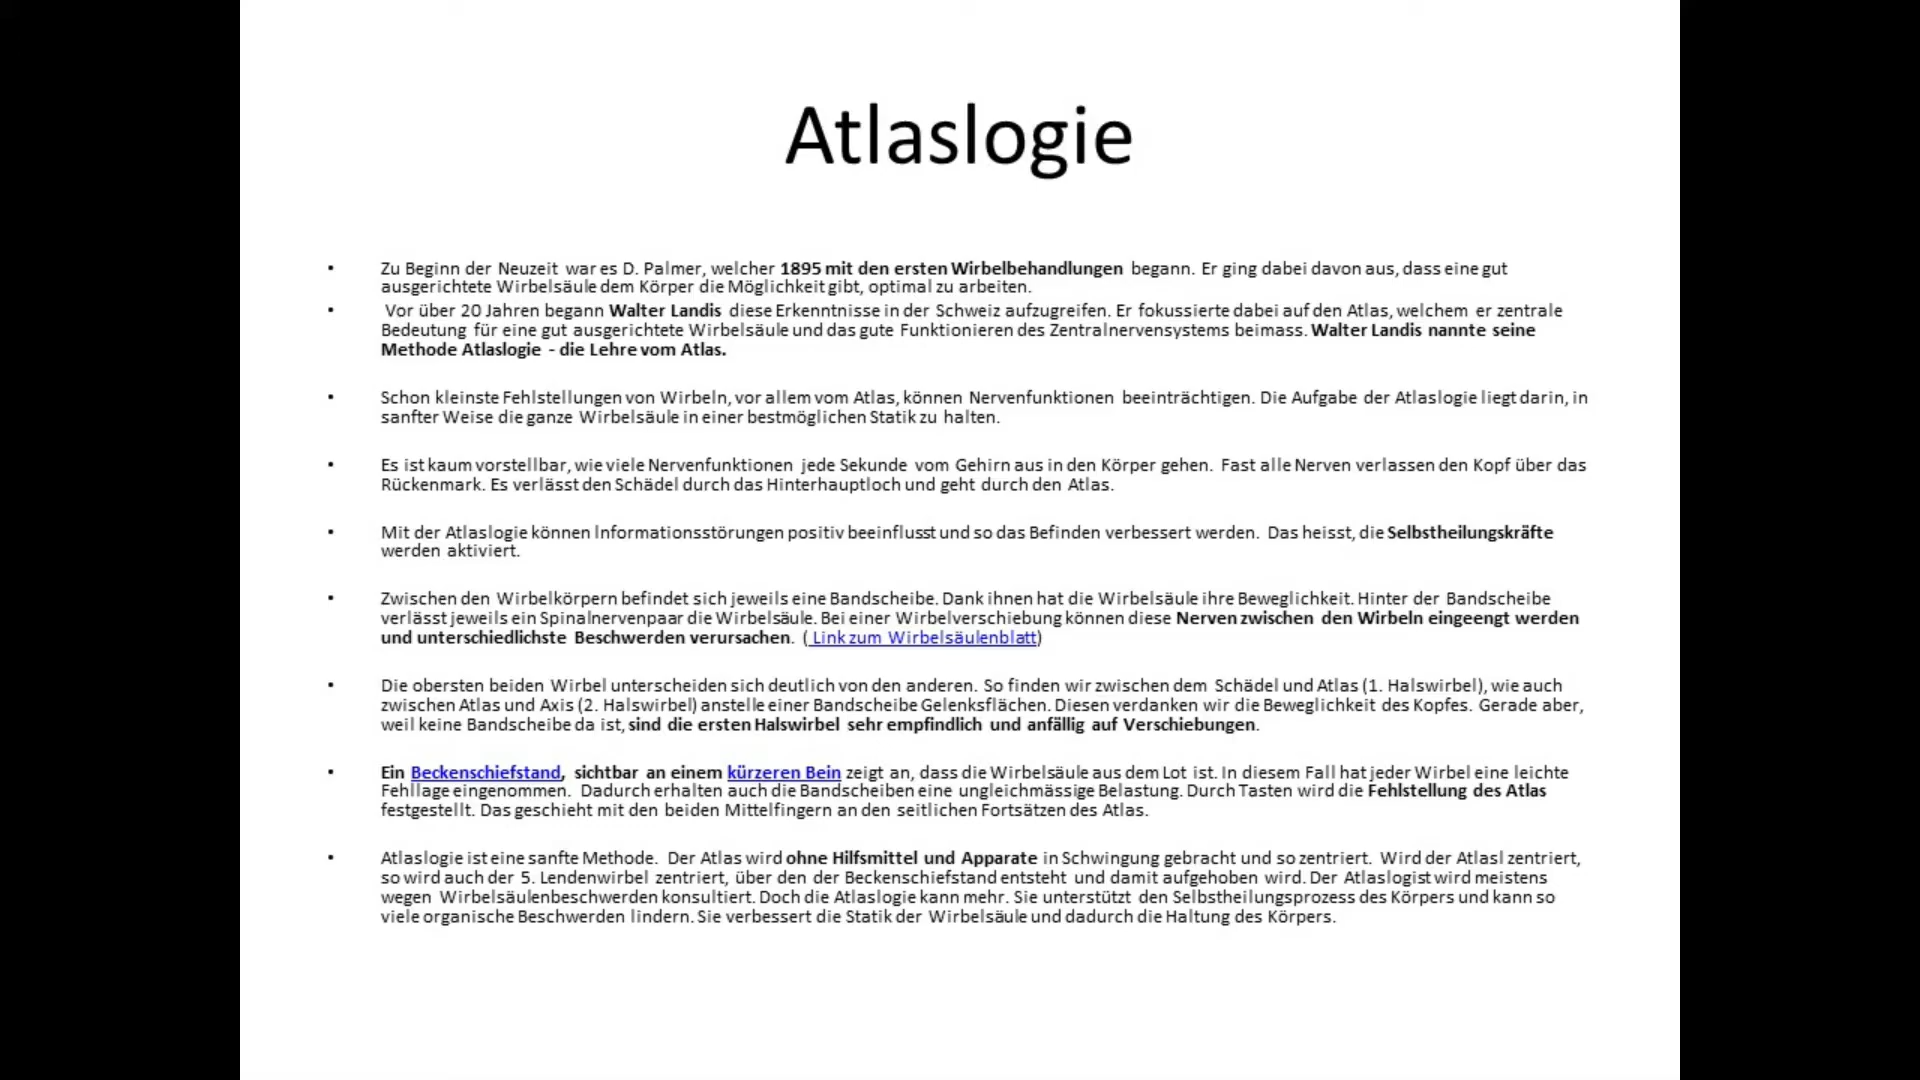 Atlaslogie
• Zu Beginn der Neuzeit war es D. Palmer, welcher 1895 mit den ersten Wirbelbehandlungen begann. Er ging dabei davon aus, dass eine gut
ausgerichtete Wirbelsäule dem Körper die Möglichkeit gibt, optimal zu arbeiten.
• Vor über 20 Jahren begann Walter Landis diese Erkenntnisse in der Schweiz aufzugreifen. Er fokussierte dabei auf den Atlas, welchem er zentrale
Bedeutung für eine gut ausgerichtete Wirbelsäule und das gute Funktionieren des Zentralnervensystems beimass. Walter Landis nannte seine
Methode Atlaslogie - die Lehre vom Atlas.
• Schon kleinste Fehlstellungen von Wirbeln, vor allem vom Atlas, können Nervenfunktionen beeinträchtigen. Die Aufgabe der Atlaslogie liegt darin, in
sanfter Weise die ganze Wirbelsäule in einer bestmöglichen Statik zu halten.
• Es ist kaum vorstellbar, wie viele Nervenfunktionen jede Sekunde vom Gehirn aus in den Körper gehen. Fast alle Nerven verlassen den Kopf über das
Rückenmark. Es verlässt den Schädel durch das Hinterhauptloch und geht durch den Atlas.
• Mit der Atlaslogie können Informationsstörungen positiv beeinflusst und so das Befinden verbessert werden. Das heisst, die Selbstheilungskräfte
werden aktiviert.
• Zwischen den Wirbelkörpern befindet sich jeweils eine Bandscheibe. Dank ihnen hat die Wirbelsäule ihre Beweglichkeit. Hinter der Bandscheibe
verlässt jeweils ein Spinalnervenpaar die Wirbelsäule. Bei einer Wirbelverschiebung können diese Nerven zwischen den Wirbeln eingeengt werden
und unterschiedlichste Beschwerden verursachen. ( Link zum Wirbelsäulenblatt)
• Die obersten beiden Wirbel unterscheiden sich deutlich von den anderen. So finden wir zwischen dem Schädel und Atlas (1. Halswirbel), wie auch
zwischen Atlas und Axis (2. Halswirbel) anstelle einer Bandscheibe Gelenksflächen. Diesen verdanken wir die Beweglichkeit des Kopfes. Gerade aber,
weil keine Bandscheibe da ist, sind die ersten Halswirbel sehr empfindlich und anfällig auf Verschiebungen.
• Ein Beckenschiefstand, sichtbar an einem kürzeren Bein zeigt an, dass die Wirbelsäule aus dem Lot ist. In diesem Fall hat jeder Wirbel eine leichte
Fehllage eingenommen. Dadurch erhalten auch die Bandscheiben eine ungleichmässige Belastung. Durch Tasten wird die Fehlstellung des Atlas
festgestellt. Das geschieht mit den beiden Mittelfingern an den seitlichen Fortsätzen des Atlas.
• Atlaslogie ist eine sanfte Methode. Der Atlas wird ohne Hilfsmittel und Apparate in Schwingung gebracht und so zentriert. Wird der Atlasl zentriert,
so wird auch der 5. Lendenwirbel zentriert, über den der Beckenschiefstand entsteht und damit aufgehoben wird. Der Atlaslogist wird meistens
wegen Wirbelsäulenbeschwerden konsultiert. Doch die Atlaslogie kann mehr. Sie unterstützt den Selbstheilungsprozess des Körpers und kann so
viele organische Beschwerden lindern. Sie verbessert die Statik der Wirbelsäule und dadurch die Haltung des Körpers.